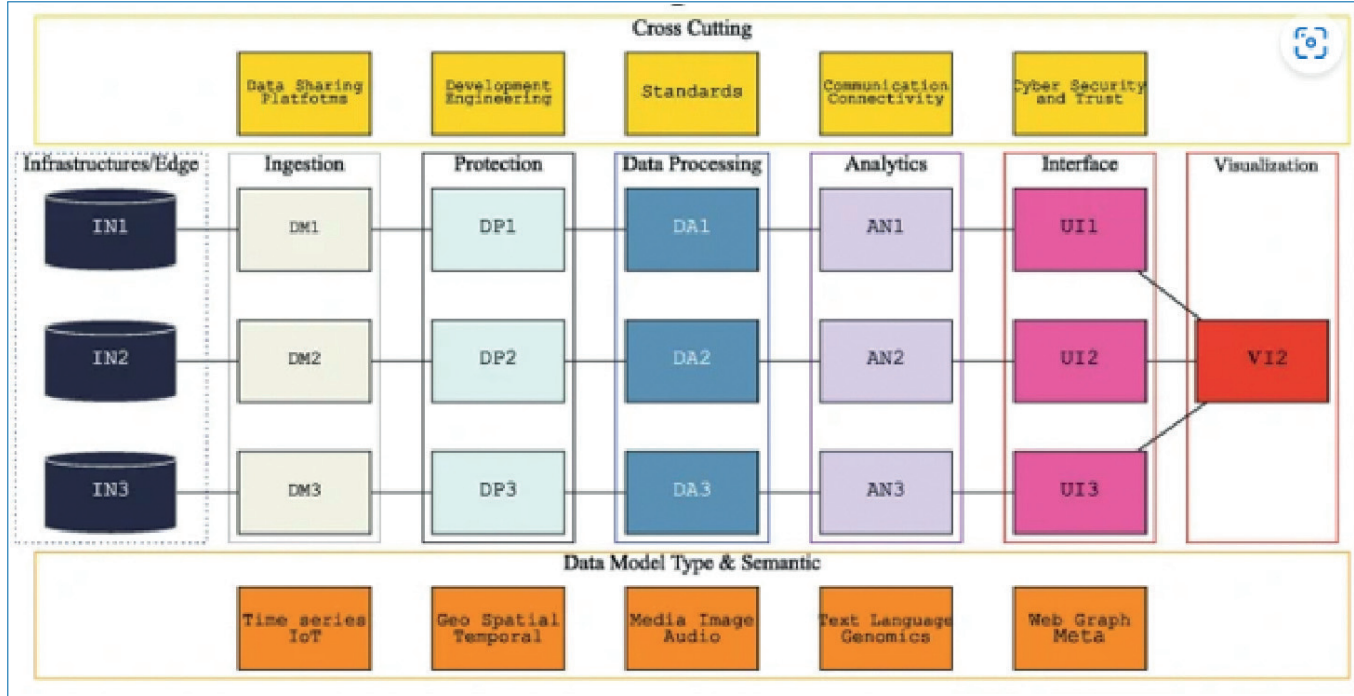 Cross Cutting
Data Sharing
Platfotms
Development
Engineering
Standards
Communication
Connectivity
Cyber Security
and Trust
Infrastructures/Edge
Ingestion
Protection
Data Processing
Analytics
Interface
Visualization
IN1
DM1
DP1
DA1
AN1
UI1
IN2
DM2
DP2
DA2
AN2
UI2
VI2
IN3
DM3
DP3
DA3
AN3
UI3
Data Model Type & Semantic
Time series
IoT
Geo Spatial
Temporal
Media Image
Audio
Text Language
Genomics
Web Graph
Meta